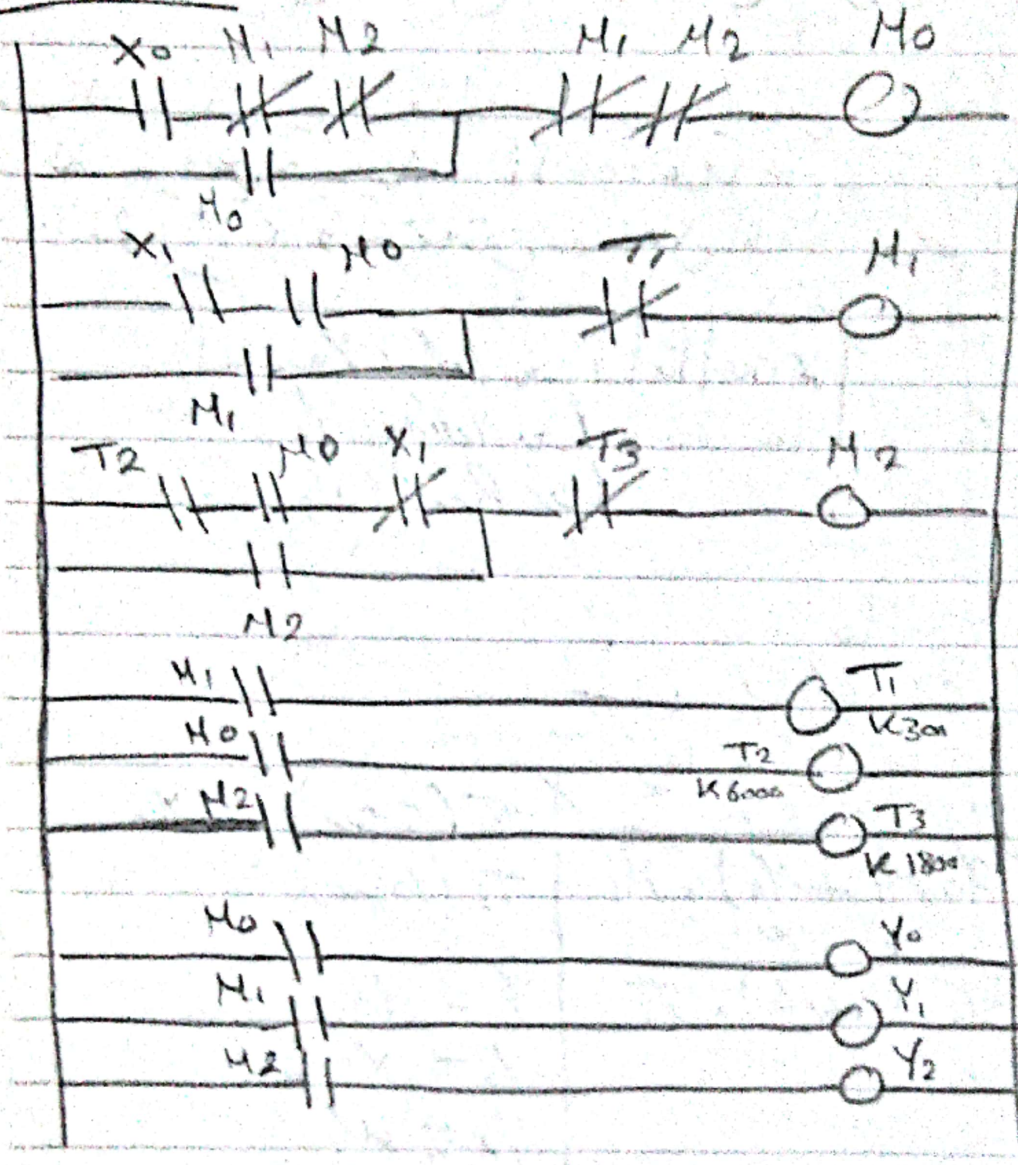 X0 M1 M2 M1 M2 M0
M0
X1 M0 T1 M1
M1
T2 M0 X1 T3 M2
M2
M1 T1
K300
M0 T2
K6000
M2 T3
K1800
M0 Y0
M1 Y1
M2 Y2